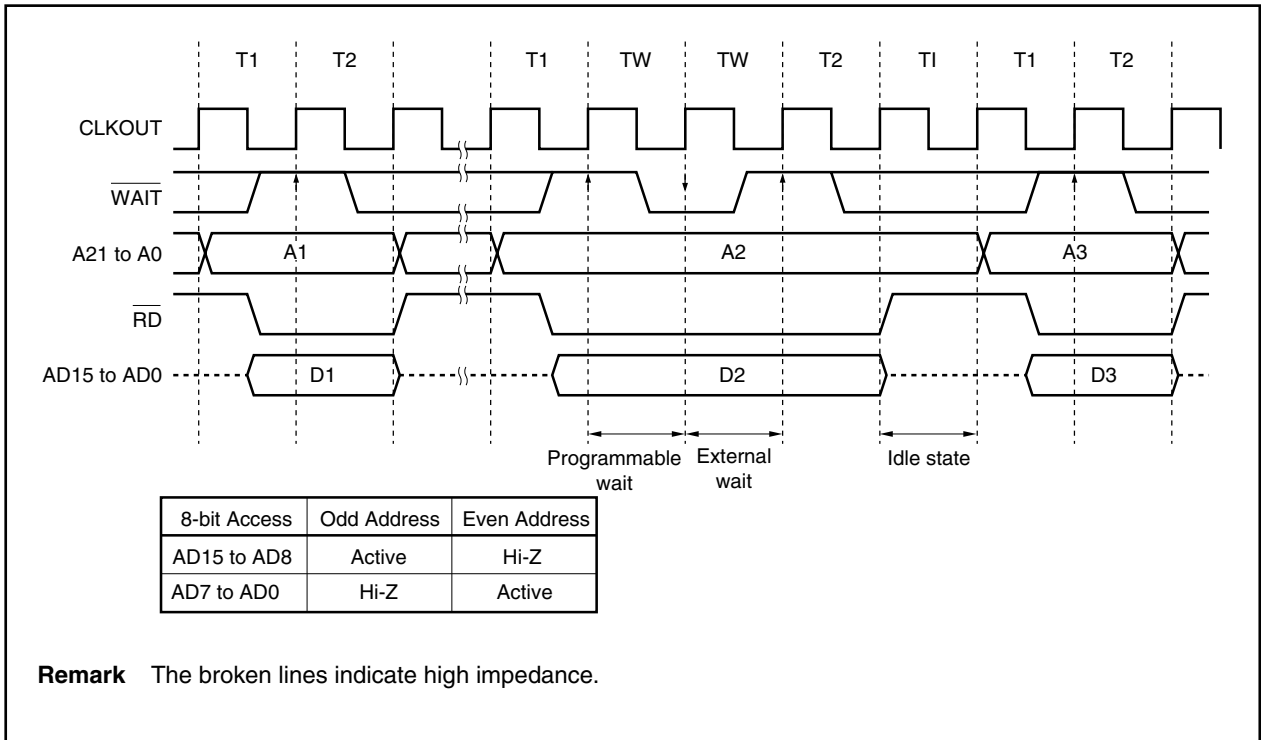 T1 T2 T1 TW TW T2 TI T1 T2
CLKOUT
WAIT
A21 to A0 A1 A2 A3
RD
AD15 to AD0 D1 D2 D3
Programmable wait
External wait
Idle state
8-bit Access Odd Address Even Address
AD15 to AD8 Active Hi-Z
AD7 to AD0 Hi-Z Active
Remark The broken lines indicate high impedance.